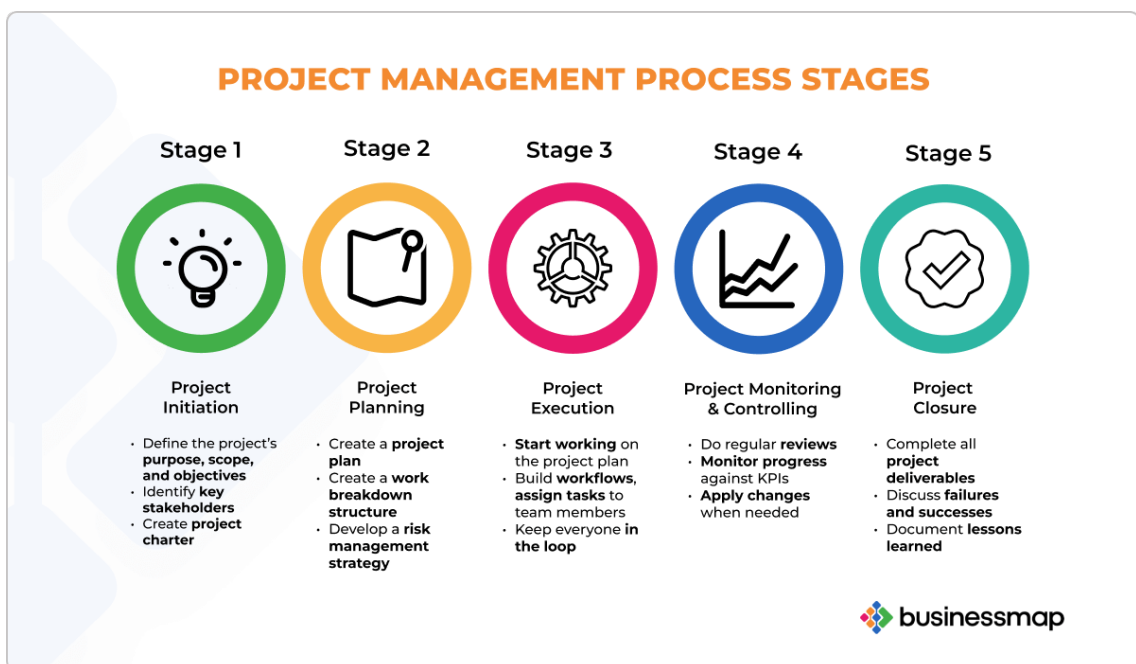 PROJECT MANAGEMENT PROCESS STAGES
Stage 1
Stage 2
Stage 3
Stage 4
Stage 5
Project
Initiation
• Define the project's
purpose, scope,
and objectives
• Identify key
stakeholders
• Create project
charter
Project
Planning
• Create a project
plan
• Create a work
breakdown
structure
• Develop a risk
management
strategy
Project
Execution
• Start working on
the project plan
• Build workflows,
assign tasks to
team members
• Keep everyone in
the loop
Project Monitoring
& Controlling
• Do regular reviews
• Monitor progress
against KPIs
• Apply changes
when needed
Project
Closure
• Complete all
project
deliverables
• Discuss failures
and successes
• Document lessons
learned
businessmap